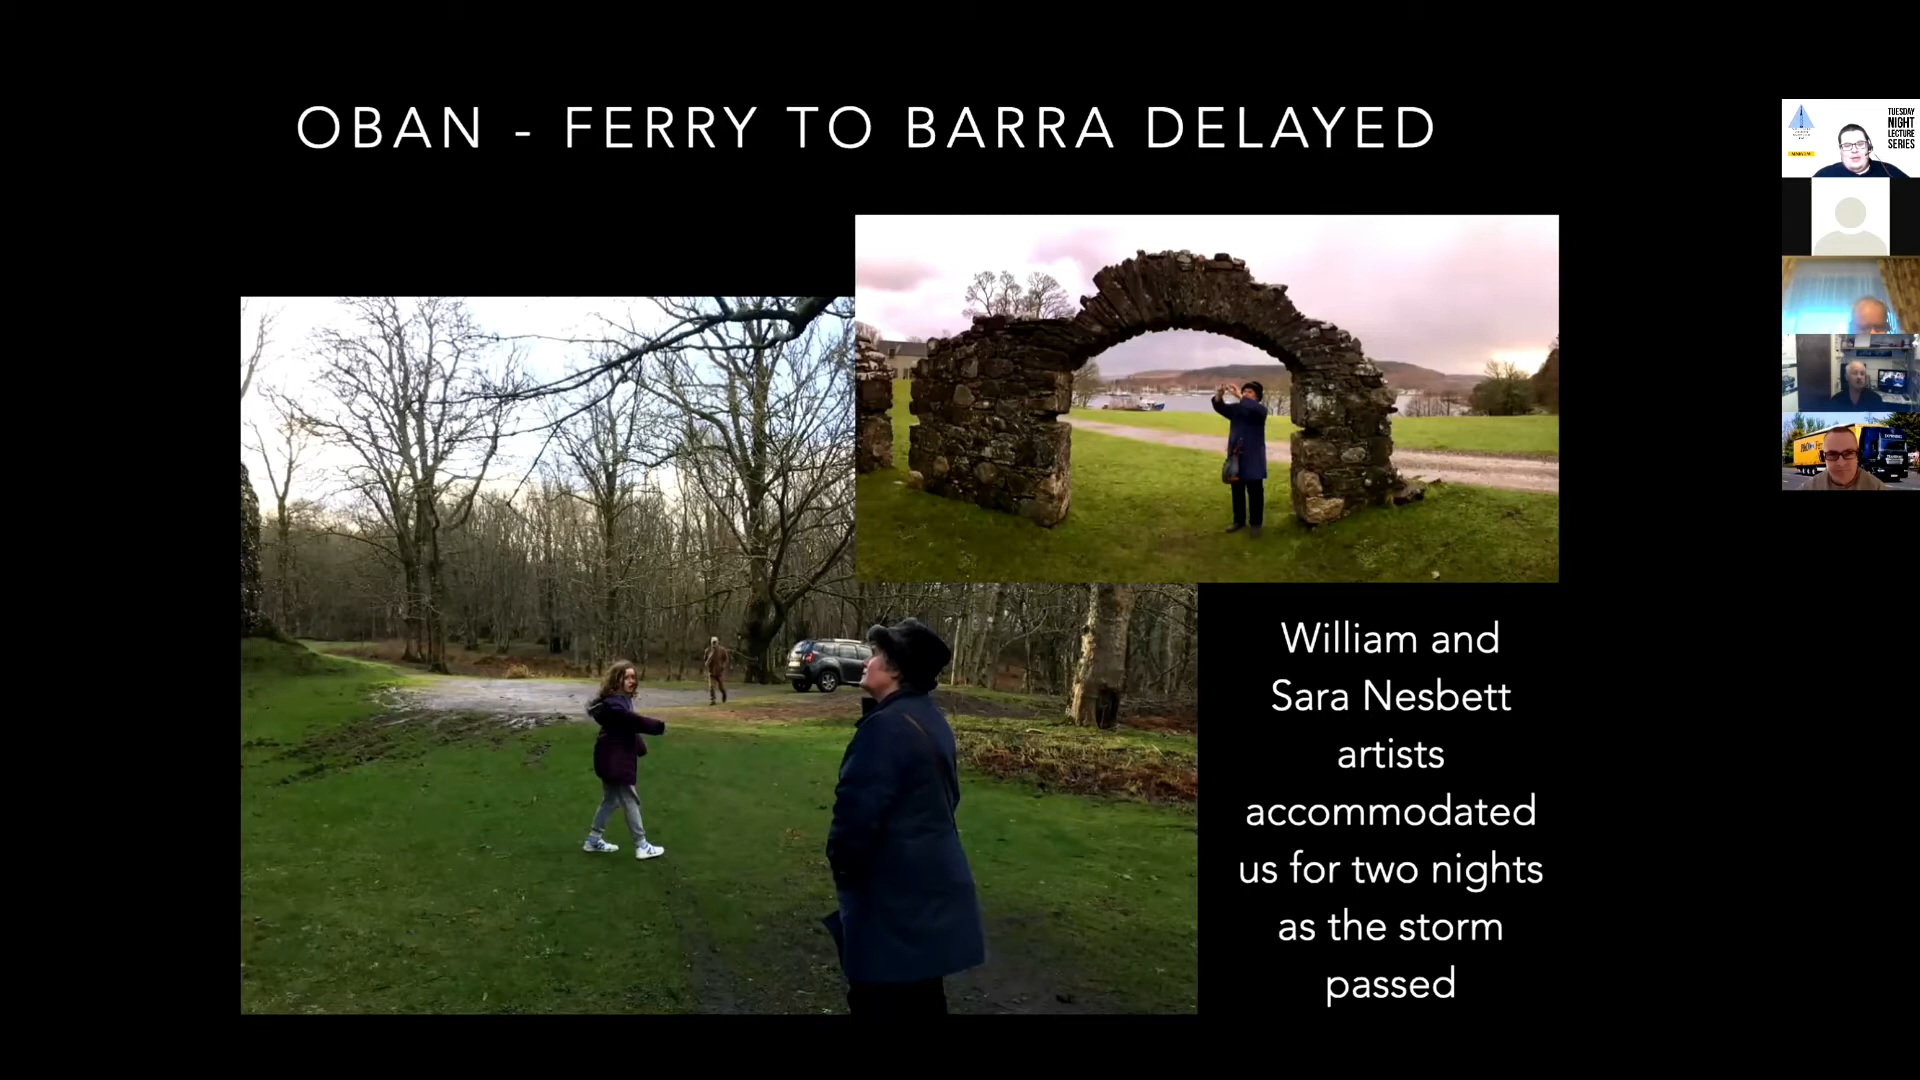 OBAN - FERRY TO BARRA DELAYED
TUESDAY
NIGHT
LECTURE
SERIES
William and
Sara Nesbett
artists
accommodated
us for two nights
as the storm
passed